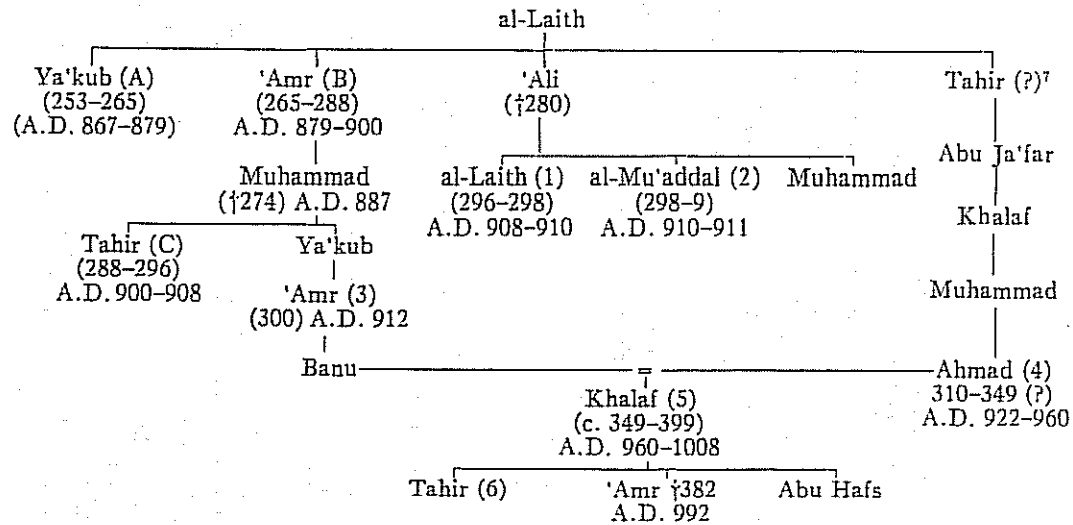 al-Laith
Ya'kub (A) 'Amr (B) 'Ali Tahir (?)⁷
(253–265) (265–288) (†280)
(A.D. 867–879) A.D. 879–900
Abu Ja'far
Muhammad al-Laith (1) al-Mu'addal (2) Muhammad
(†274) A.D. 887 (296–298) (298–9)
A.D. 908–910 A.D. 910–911
Khalaf
Tahir (C) Ya'kub
(288–296)
A.D. 900–908
'Amr (3) Muhammad
(300) A.D. 912
Banu = Ahmad (4)
Khalaf (5) 310–349 (?)
(c. 349–399) A.D. 922–960
A.D. 960–1008
Tahir (6) 'Amr †382 Abu Hafs
A.D. 992